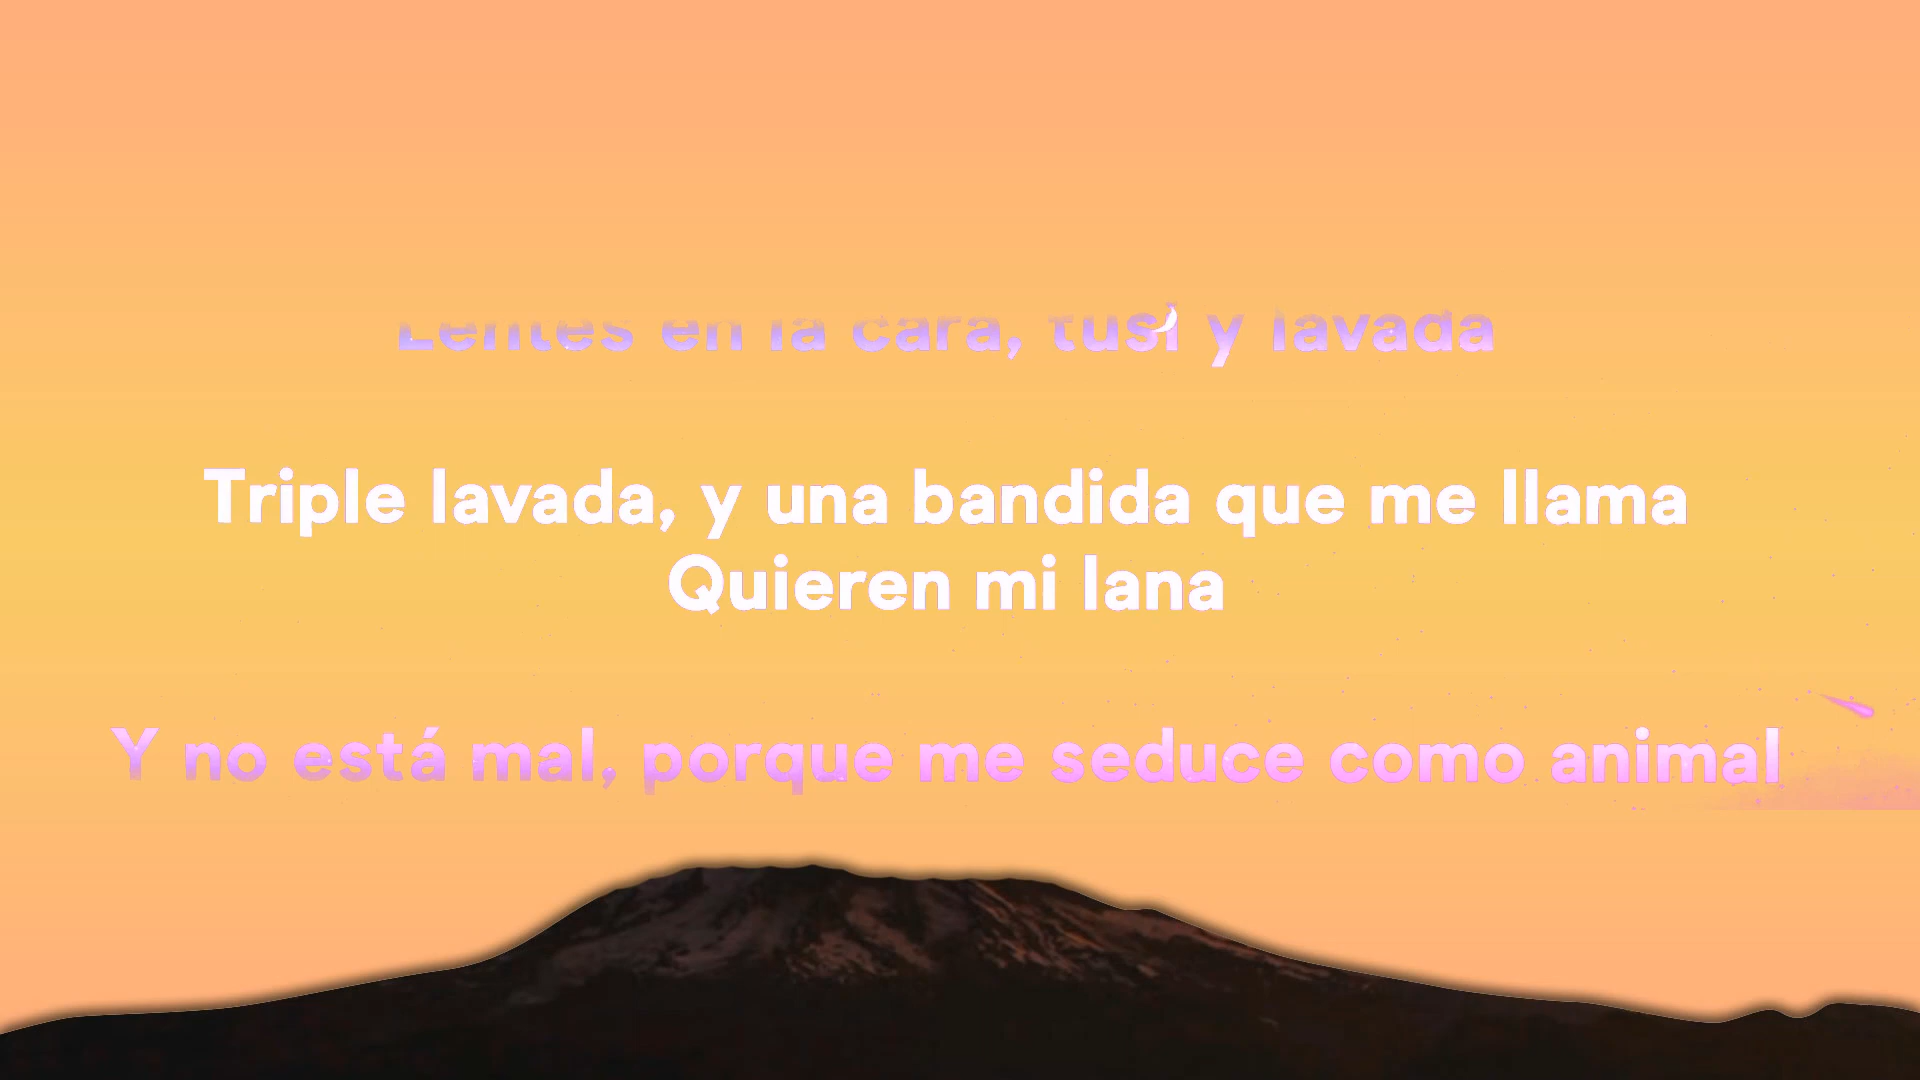 Lentes en la cara, tusi y lavada
Triple lavada, y una bandida que me llama
Quieren mi lana
Y no está mal, porque me seduce como animal